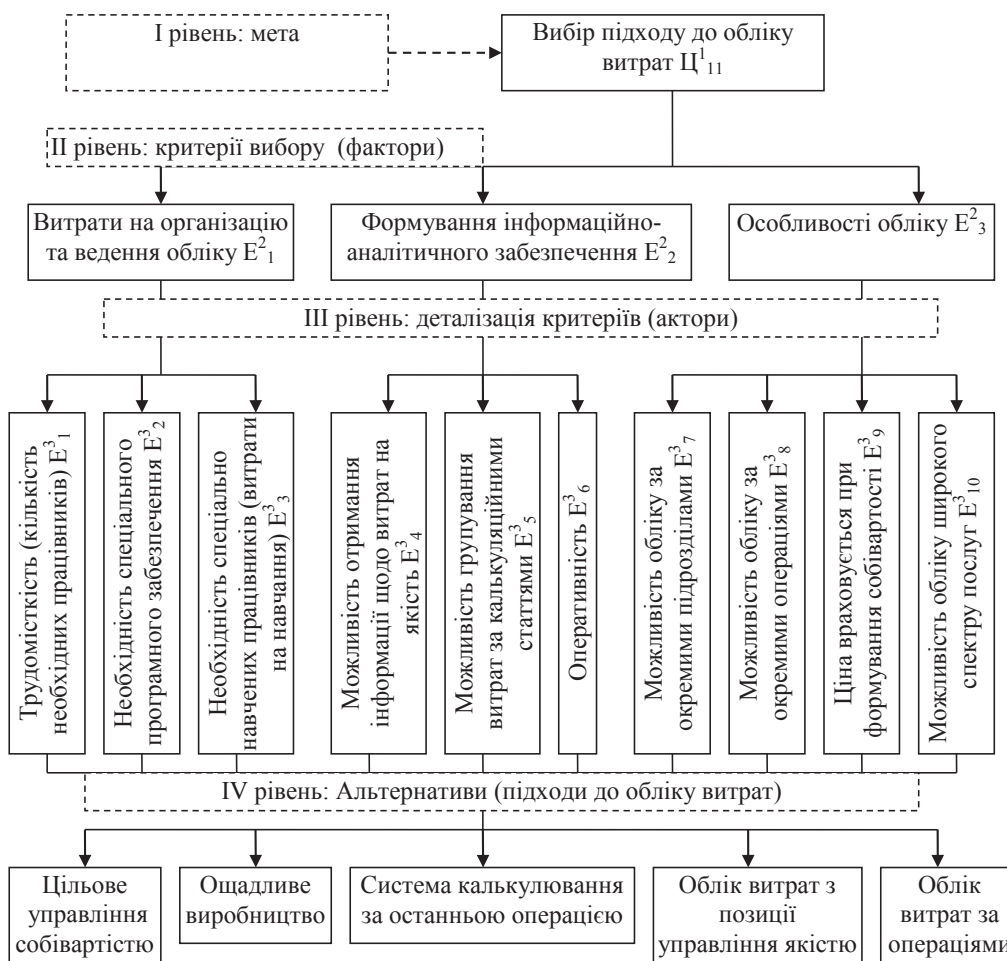 І рівень: мета
Вибір підходу до обліку
витрат Ц¹₁₁
ІІ рівень: критерії вибору (фактори)
Витрати на організацію
та ведення обліку Е²₁
Формування інформаційно-
аналітичного забезпечення Е²₂
Особливості обліку Е²₃
ІІІ рівень: деталізація критеріїв (актори)
Трудомісткість (кількість
необхідних працівників) Е³₁
Необхідність спеціального
програмного забезпечення Е³₂
Необхідність спеціально
навчених працівників (витрати
на навчання) Е³₃
Можливість отримання
інформації щодо витрат на
якість Е³₄
Можливість групування
витрат за калькуляційними
статтями Е³₅
Оперативність Е³₆
Можливість обліку за
окремими підрозділами Е³₇
Можливість обліку за
окремими операціями Е³₈
Ціна враховується при
формування собівартості Е³₉
Можливість обліку широкого
спектру послуг Е³₁₀
IV рівень: Альтернативи (підходи до обліку витрат)
Цільове
управління
собівартістю
Ощадливе
виробництво
Система калькулювання
за останньою операцією
Облік витрат з
позиції
управління якістю
Облік
витрат за
операціями